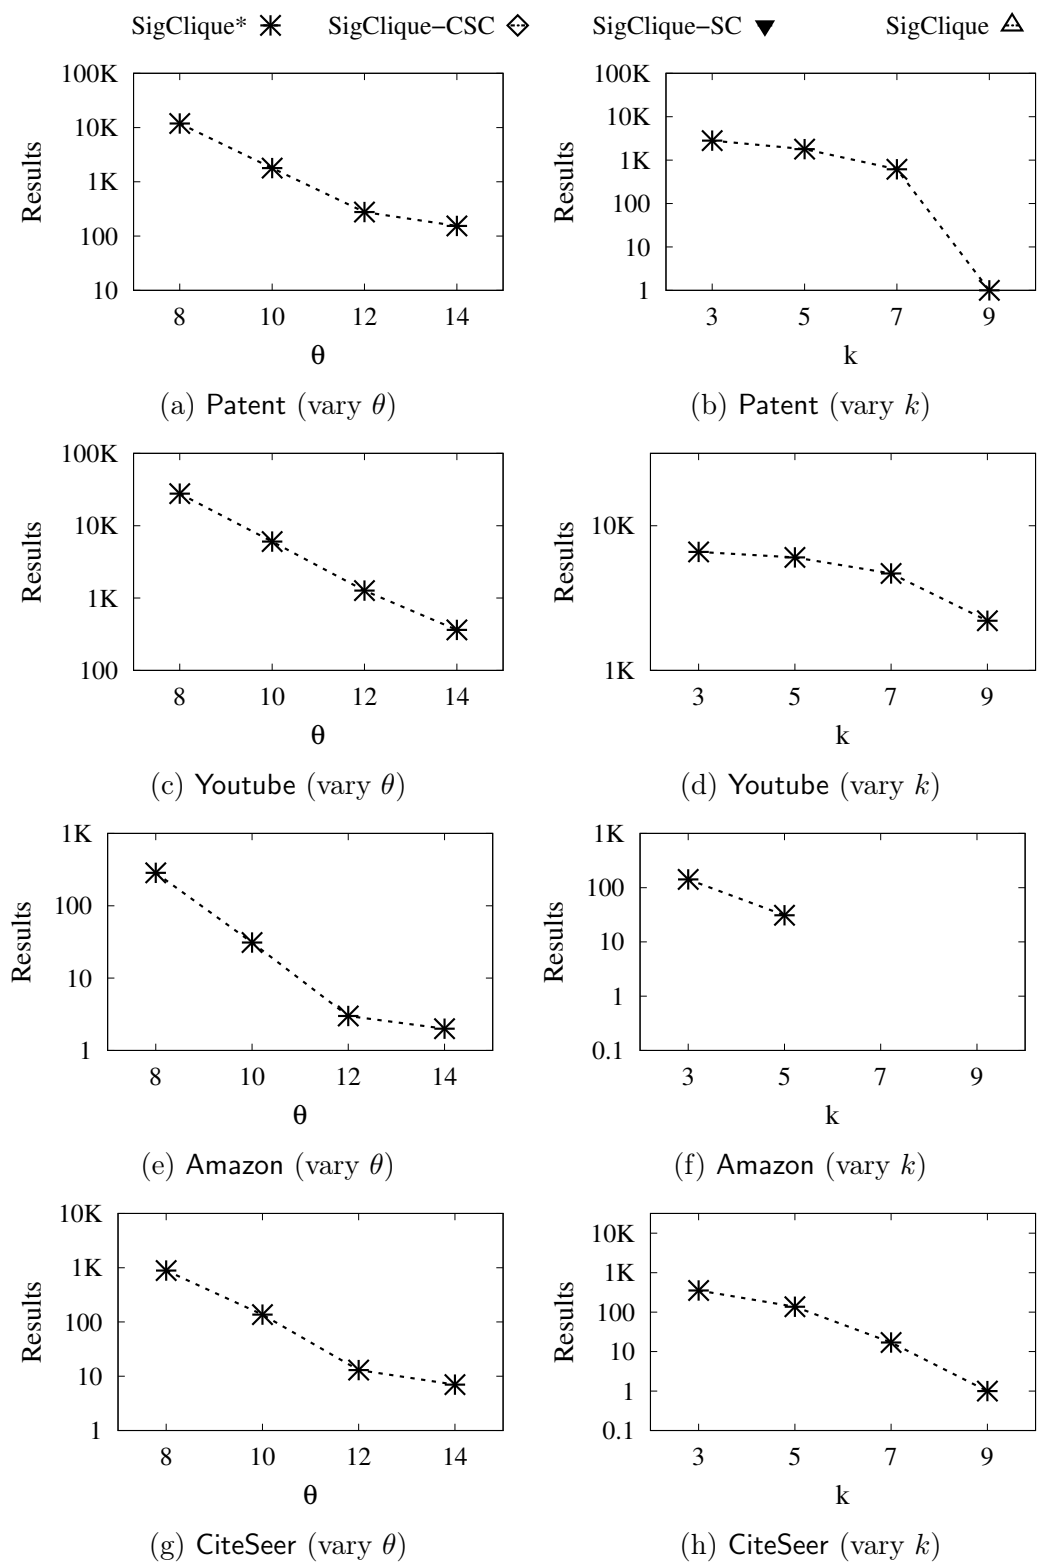 SigClique* SigClique−CSC SigClique−SC SigClique
100K
10K
1K
100
10
Results
8 10 12 14
θ
(a) Patent (vary θ)
100K
10K
1K
100
10
1
Results
3 5 7 9
k
(b) Patent (vary k)
100K
10K
1K
100
Results
8 10 12 14
θ
(c) Youtube (vary θ)
10K
1K
Results
3 5 7 9
k
(d) Youtube (vary k)
1K
100
10
1
Results
8 10 12 14
θ
(e) Amazon (vary θ)
1K
100
10
1
0.1
Results
3 5 7 9
k
(f) Amazon (vary k)
10K
1K
100
10
1
Results
8 10 12 14
θ
(g) CiteSeer (vary θ)
10K
1K
100
10
1
0.1
Results
3 5 7 9
k
(h) CiteSeer (vary k)